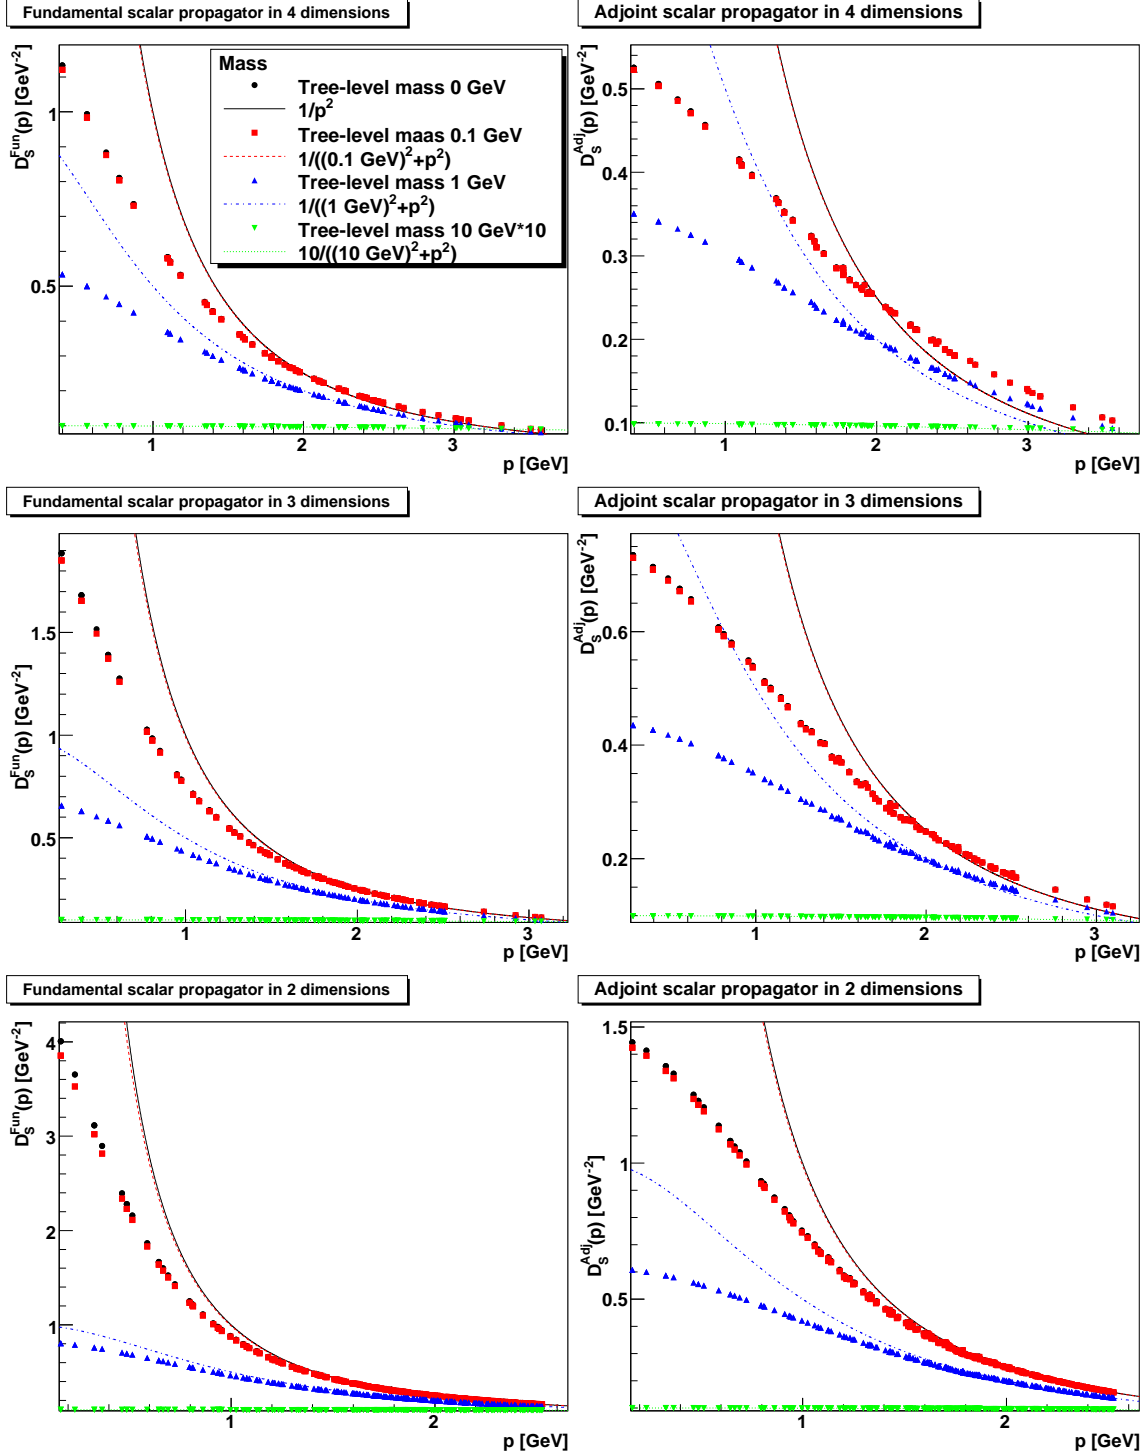 Fundamental scalar propagator in 4 dimensions
D_S^Fun(p) [GeV^-2]
1
0.5
1
2
3
p [GeV]
Mass
Tree-level mass 0 GeV
1/p^2
Tree-level maas 0.1 GeV
1/((0.1 GeV)^2+p^2)
Tree-level mass 1 GeV
1/((1 GeV)^2+p^2)
Tree-level mass 10 GeV*10
10/((10 GeV)^2+p^2)
Adjoint scalar propagator in 4 dimensions
D_S^Adj(p) [GeV^-2]
0.5
0.4
0.3
0.2
0.1
1
2
3
p [GeV]
Fundamental scalar propagator in 3 dimensions
D_S^Fun(p) [GeV^-2]
1.5
1
0.5
1
2
3
p [GeV]
Adjoint scalar propagator in 3 dimensions
D_S^Adj(p) [GeV^-2]
0.6
0.4
0.2
1
2
3
p [GeV]
Fundamental scalar propagator in 2 dimensions
D_S^Fun(p) [GeV^-2]
4
3
2
1
1
2
p [GeV]
Adjoint scalar propagator in 2 dimensions
D_S^Adj(p) [GeV^-2]
1.5
1
0.5
1
2
p [GeV]